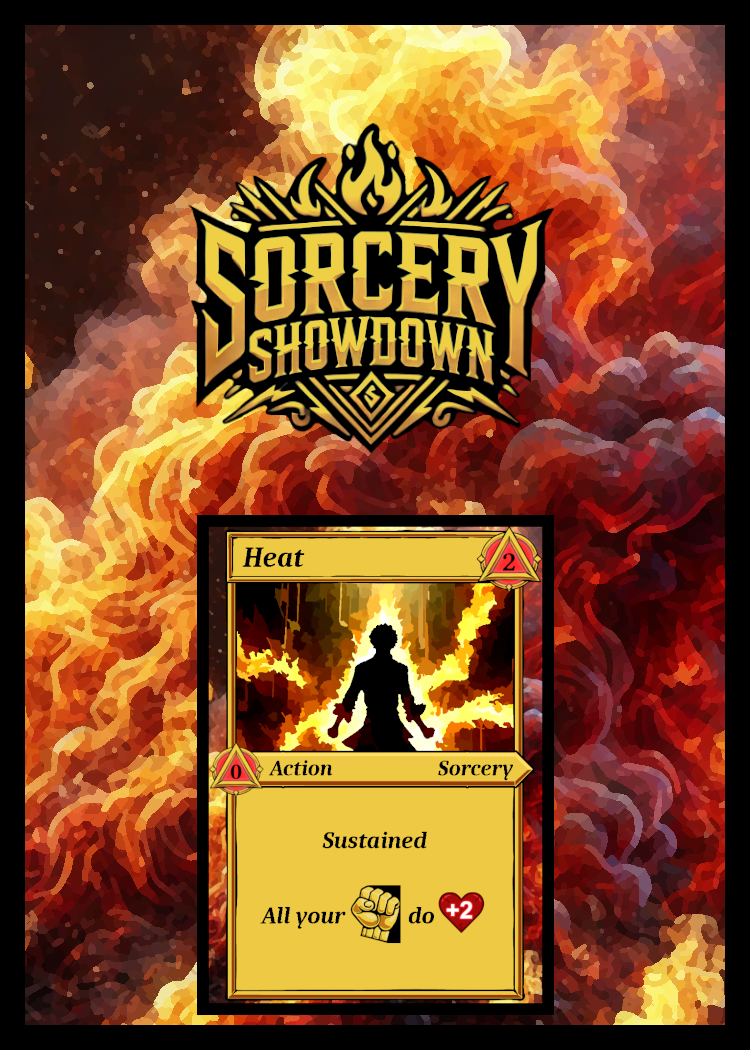 SORCERY
SHOWDOWN
S
Heat
2
0 Action Sorcery
Sustained
All your do +2